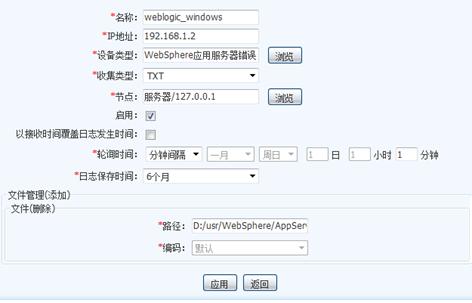 *名称: weblogic_windows
*IP地址: 192.168.1.2
*设备类型: WebSphere应用服务器错误 浏览
*收集类型: TXT
*节点: 服务器/127.0.0.1 浏览
启用:
以接收时间覆盖日志发生时间:
*轮询时间: 分钟间隔 一月 周日 1 日 1 小时 1 分钟
*日志保存时间: 6个月
文件管理(添加)
文件(删除)
*路径: D:/usr/WebSphere/AppServ
*编码: 默认
应用 返回